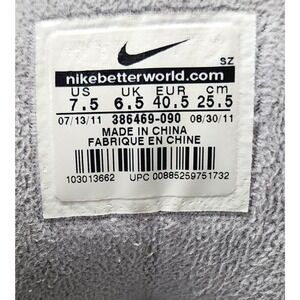 SZ
nikebetterworld.com
US UK EUR cm
7.5 6.5 40.5 25.5
07/13/11 386469-090 08/30/11
MADE IN CHINA
FABRIQUE EN CHINE
103013662 UPC 00885259751732